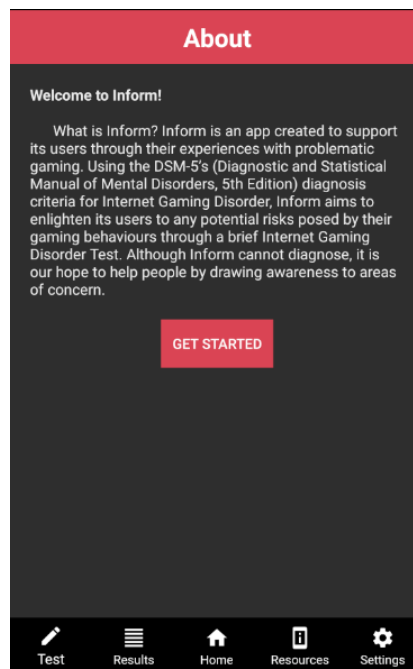 About
Welcome to Inform!
What is Inform? Inform is an app created to support
its users through their experiences with problematic
gaming. Using the DSM-5's (Diagnostic and Statistical
Manual of Mental Disorders, 5th Edition) diagnosis
criteria for Internet Gaming Disorder, Inform aims to
enlighten its users to any potential risks posed by their
gaming behaviours through a brief Internet Gaming
Disorder Test. Although Inform cannot diagnose, it is
our hope to help people by drawing awareness to areas
of concern.
GET STARTED
Test Results Home Resources Settings